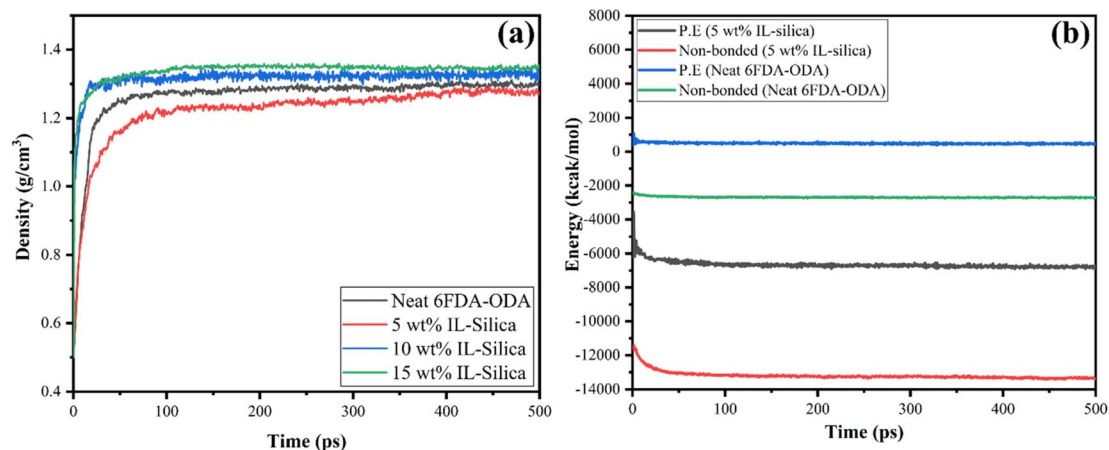 (a)
Density (g/cm³)
1.4
1.2
1.0
1.3
0.6
0.4
Neat 6FDA-ODA
5 wt% IL-Silica
10 wt% IL-Silica
15 wt% IL-Silica
0
100
200
300
400
500
Time (ps)
(b)
Energy (kcak/mol)
8000
6000
4000
2000
0
-2000
-4000
-6000
-8000
-10000
-12000
-14000
P.E (5 wt% IL-silica)
Non-bonded (5 wt% IL-silica)
P.E (Neat 6FDA-ODA)
Non-bonded (Neat 6FDA-ODA)
0
100
200
300
400
500
Time (ps)